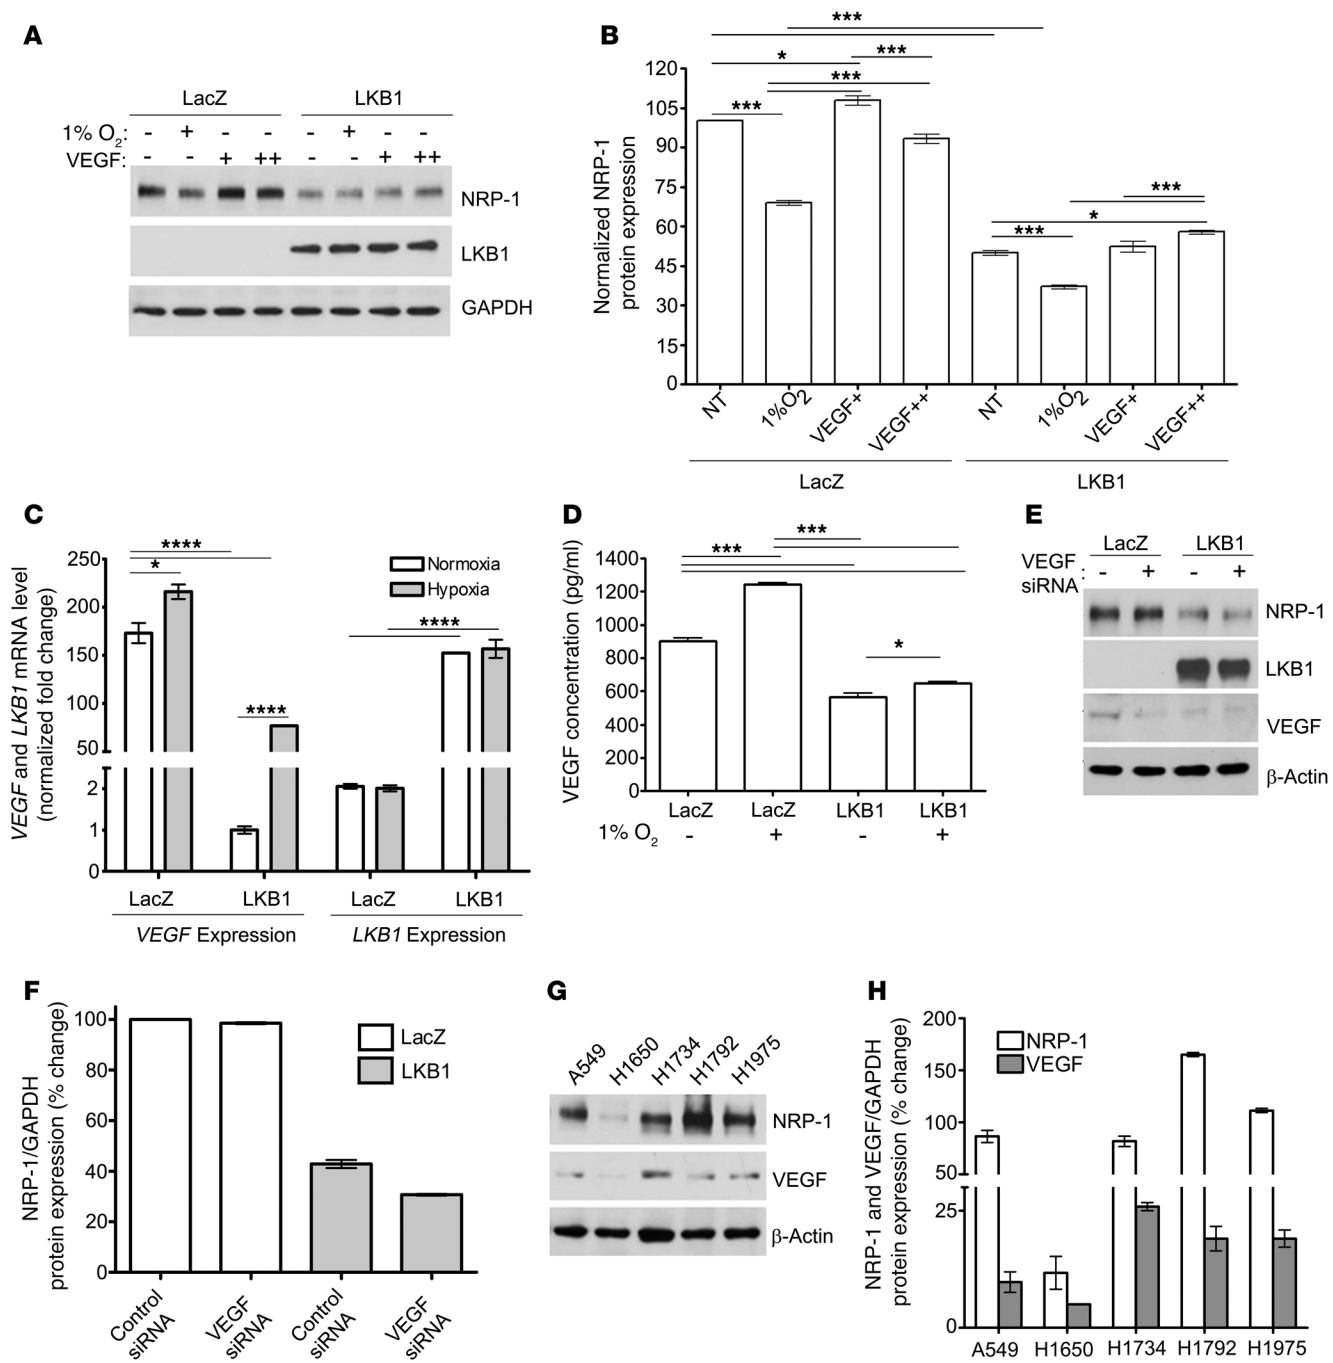 A
LacZ LKB1
1% O2: - + - - - + - -
VEGF: - - + ++ - - + ++
NRP-1
LKB1
GAPDH
B
***
* ***
***
***
***
*
***
Normalized NRP-1
protein expression
120
105
90
75
60
45
30
15
0
NT 1%O2 VEGF+ VEGF++ NT 1%O2 VEGF+ VEGF++
LacZ LKB1
C
VEGF and LKB1 mRNA level
(normalized fold change)
****
*
****
****
Normoxia
Hypoxia
250
200
150
100
50
2
1
0
LacZ LKB1 LacZ LKB1
VEGF Expression LKB1 Expression
D
VEGF concentration (pg/ml)
***
***
*
1400
1200
1000
800
600
400
200
0
LacZ LacZ LKB1 LKB1
1% O2 - + - +
E
LacZ LKB1
VEGF
siRNA : - + - +
NRP-1
LKB1
VEGF
β-Actin
F
NRP-1/GAPDH
protein expression (% change)
100
80
60
40
20
0
LacZ
LKB1
Control
siRNA
VEGF
siRNA
Control
siRNA
VEGF
siRNA
G
A549 H1650 H1734 H1792 H1975
NRP-1
VEGF
β-Actin
H
NRP-1 and VEGF/GAPDH
protein expression (% change)
NRP-1
VEGF
200
150
100
50
25
0
A549 H1650 H1734 H1792 H1975